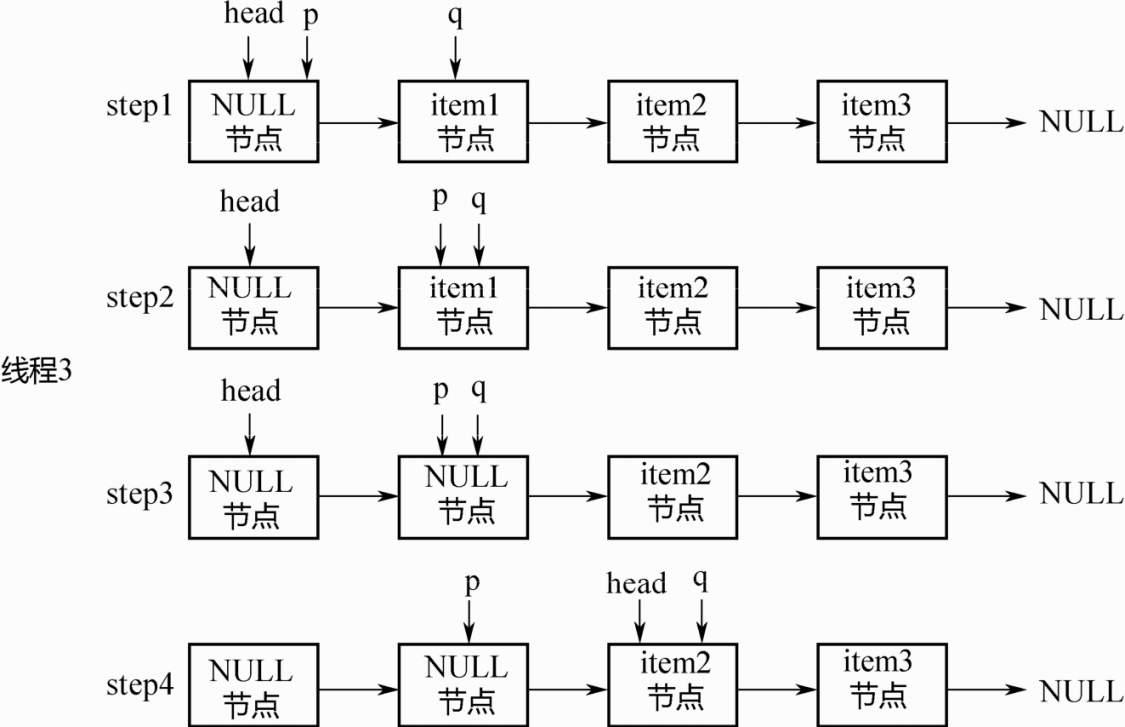 head p q
step1 NULL 节点 item1 节点 item2 节点 item3 节点 NULL
head p q
step2 NULL 节点 item1 节点 item2 节点 item3 节点 NULL
线程3
head p q
step3 NULL 节点 NULL 节点 item2 节点 item3 节点 NULL
p head q
step4 NULL 节点 NULL 节点 item2 节点 item3 节点 NULL